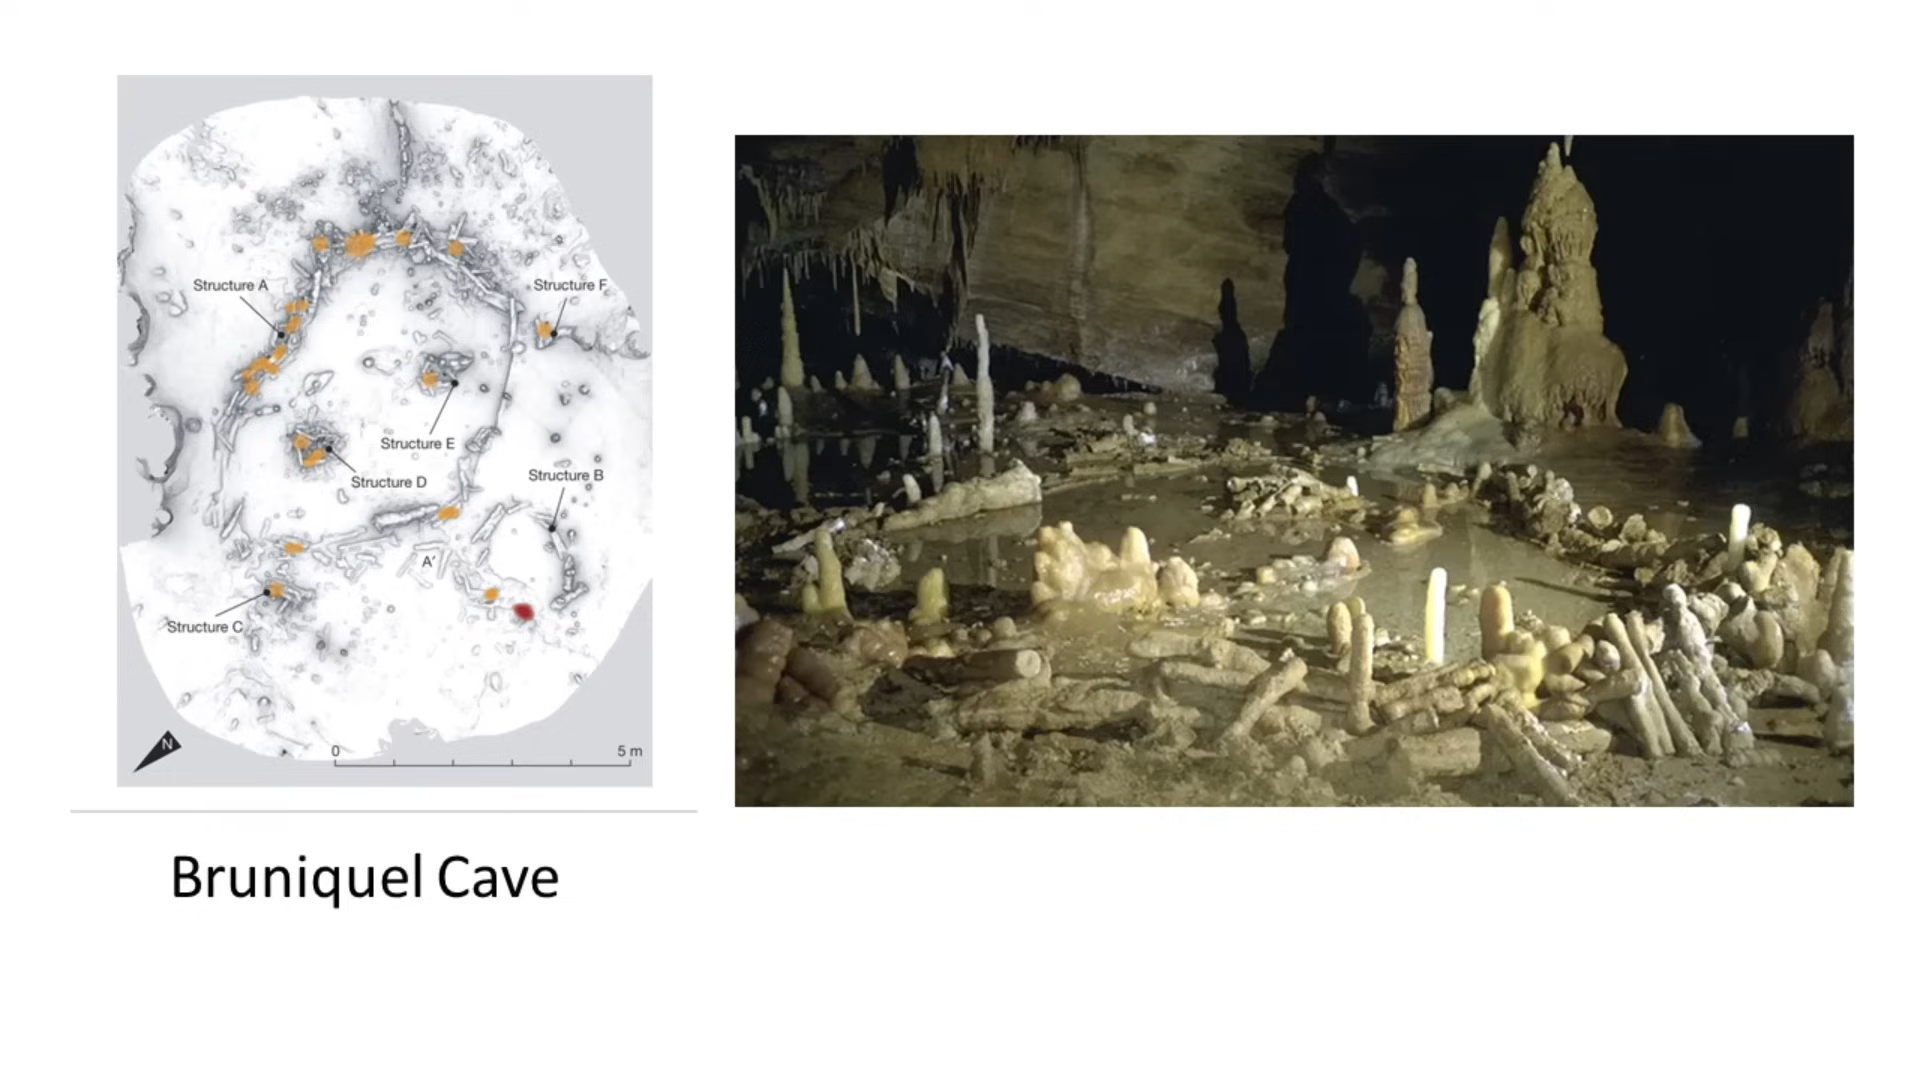 Structure A
Structure F
Structure E
Structure B
Structure D
A′
Structure C
N
0
5 m
Bruniquel Cave